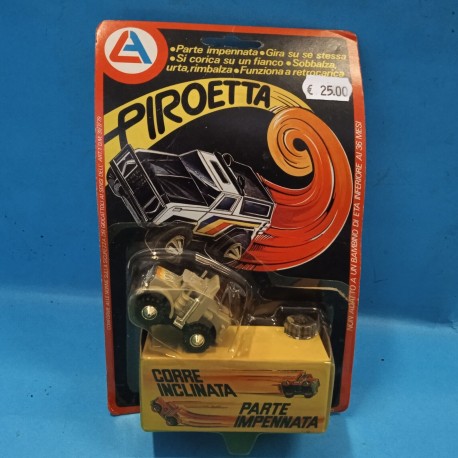 • Parte impennata • Gira su se stessa
• Si corica su un fianco • Sobbalza,
urta, rimbalza • Funziona a retrocarica
€ 25.00
PIROETTA
NON ADATTO A UN BAMBINO DI ETÀ INFERIORE AI 36 MESI
CORRE
INCLINATA
PARTE
IMPENNATA